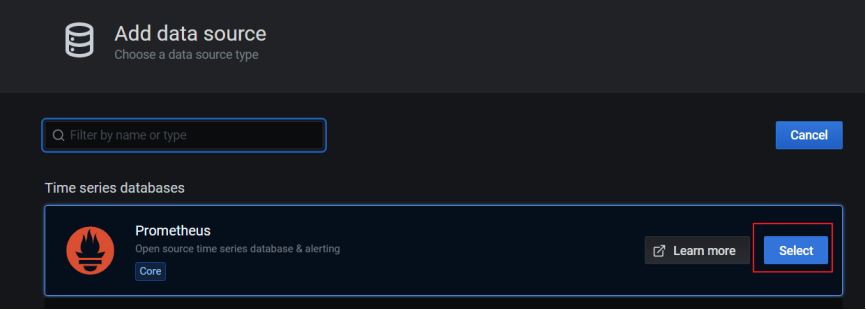 Add data source
Choose a data source type
Filter by name or type
Cancel
Time series databases
Prometheus
Open source time series database & alerting
Core
Learn more
Select